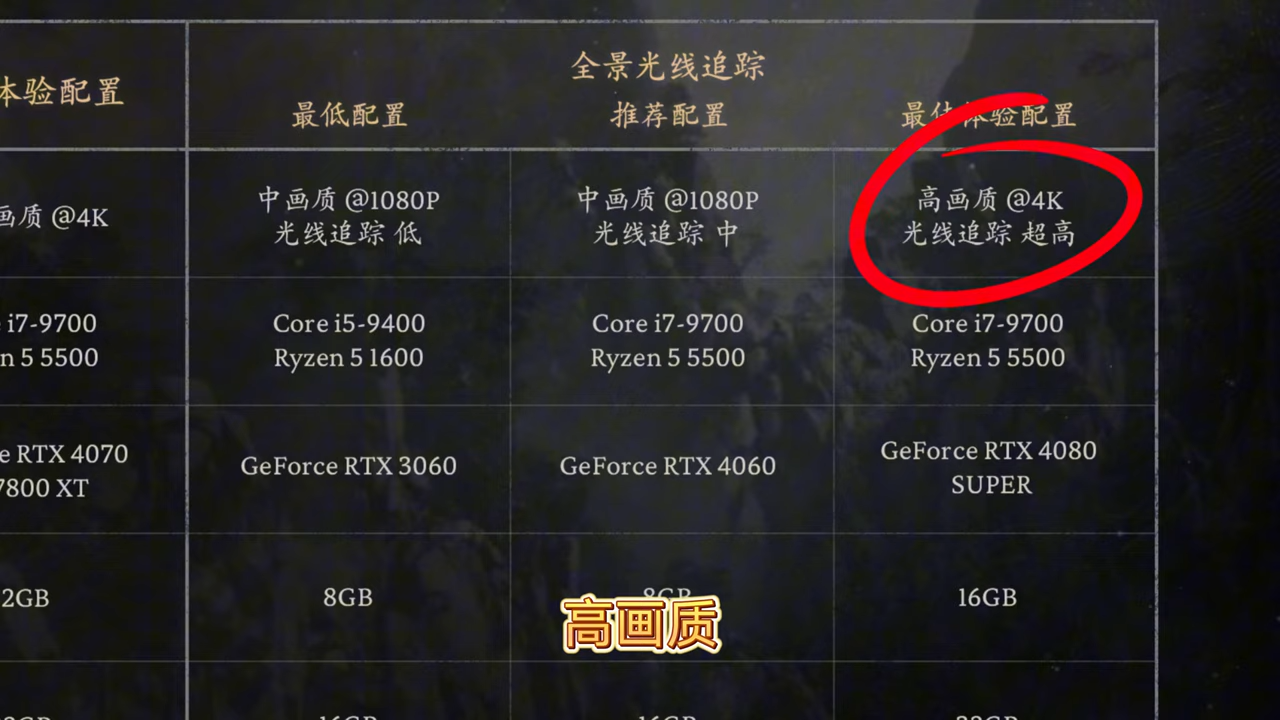 全景光线追踪
体验配置
最低配置
推荐配置
最佳体验配置
画质 @4K
中画质 @1080P
光线追踪 低
中画质 @1080P
光线追踪 中
高画质 @4K
光线追踪 超高
i7-9700
n 5 5500
Core i5-9400
Ryzen 5 1600
Core i7-9700
Ryzen 5 5500
Core i7-9700
Ryzen 5 5500
e RTX 4070
7800 XT
GeForce RTX 3060
GeForce RTX 4060
GeForce RTX 4080
SUPER
2GB
8GB
8GB
16GB
高画质
16GB
16GB